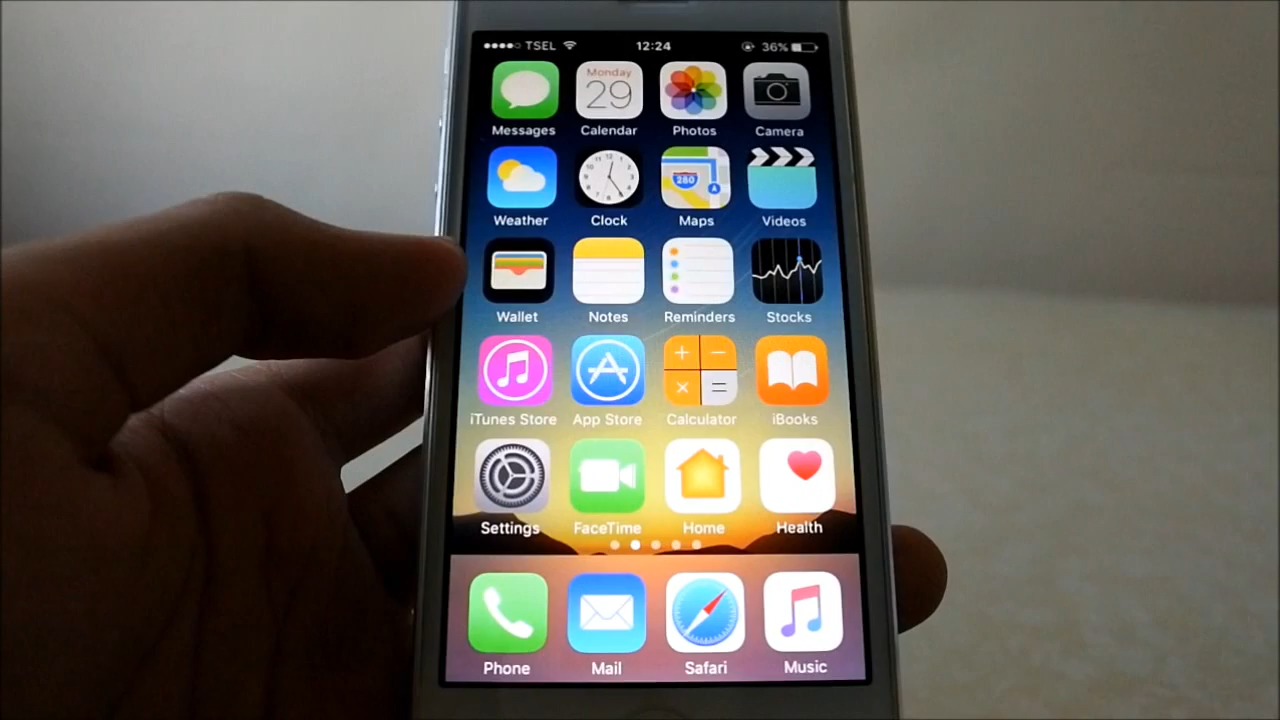 TSEL 12:24 36%
Monday
29
Messages Calendar Photos Camera
12
280
Weather Clock Maps Videos
Wallet Notes Reminders Stocks
iTunes Store App Store Calculator iBooks
Settings FaceTime Home Health
Phone Mail Safari Music